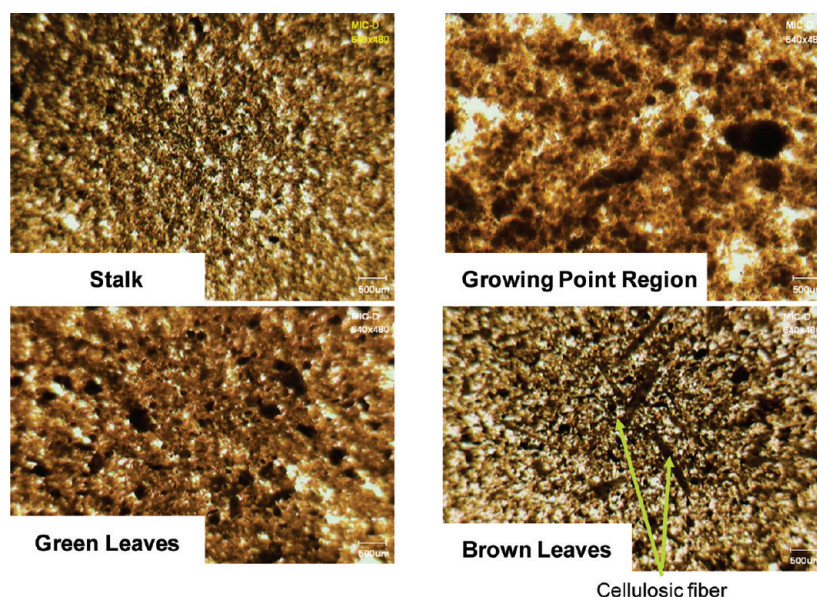 MIC-D
640x480
500um
Stalk
MIC-D
640x480
500um
Growing Point Region
MIC-D
640x480
500um
Green Leaves
MIC-D
640x480
500um
Brown Leaves
Cellulosic fiber